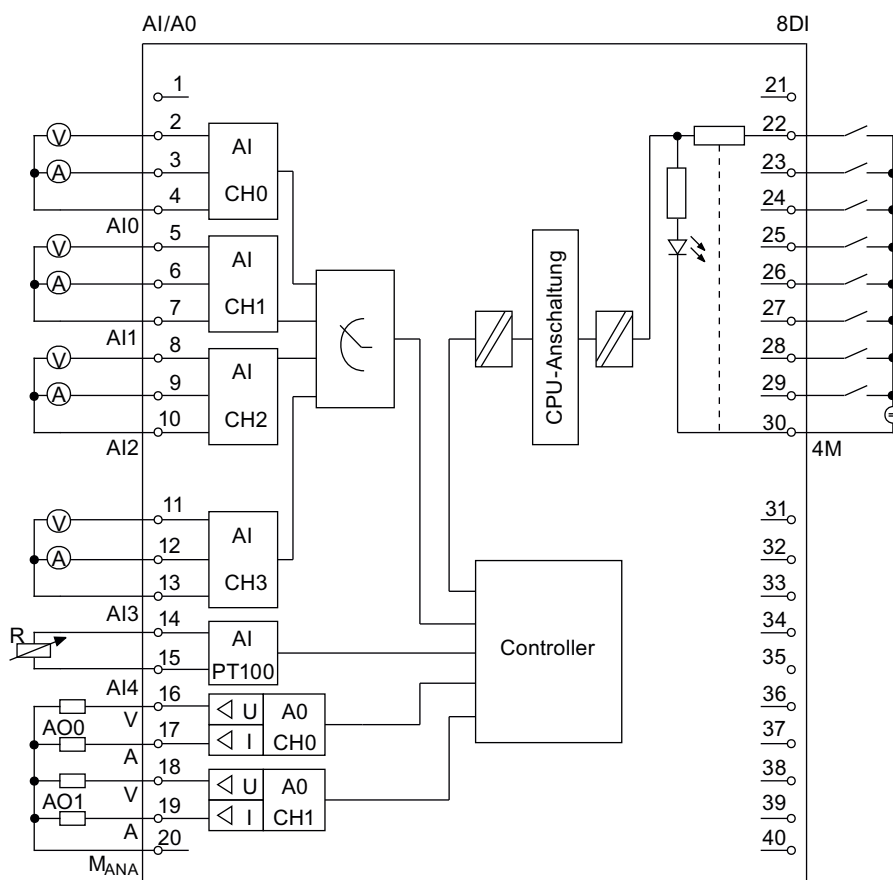 AI/A0
8DI
1
21
V
2
22
A
3
AI
CH0
23
4
24
AI0
V
5
25
A
6
AI
CH1
26
7
27
AI1
V
8
28
A
9
AI
CH2
29
10
30
AI2
4M
CPU-Anschaltung
V
11
31
A
12
AI
CH3
32
13
33
AI3
R
14
AI
PT100
34
15
35
Controller
AI4
16
U
A0
CH0
36
V
AO0
17
I
37
A
18
U
A0
CH1
38
V
AO1
19
I
39
A
20
40
MANA